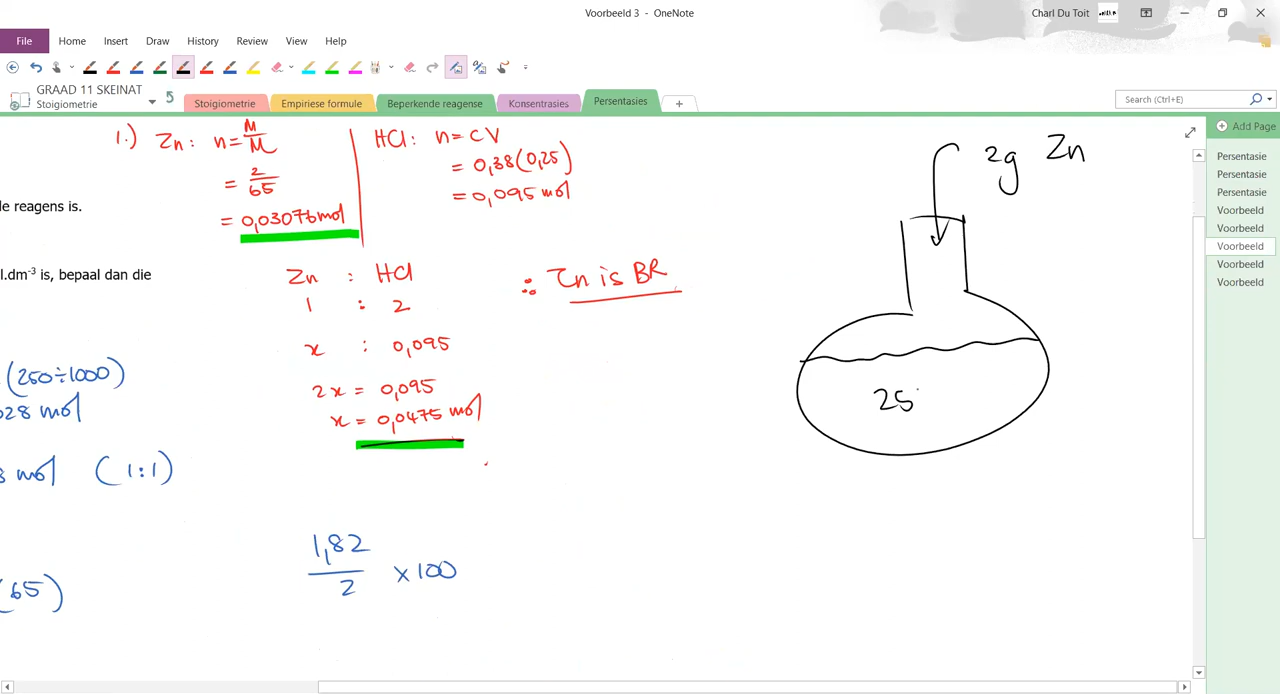 Voorbeeld 3 - OneNote
Charl Du Toit
File Home Insert Draw History Review View Help
GRAAD 11 SKEINAT
Stoigiometrie
Stoigiometrie Empiriese formule Beperkende reagense Konsentrasies Persentasies +
Search (Ctrl+E)
Add Page
Persentasie
Persentasie
Persentasie
Voorbeeld
Voorbeeld
Voorbeeld
Voorbeeld
Voorbeeld
1.) Zn: n = M/M
= 2/65
= 0,03076 mol
HCl: n = CV
= 0,38(0,25)
= 0,095 mol
de reagens is.
l.dm-3 is, bepaal dan die
Zn : HCl
1 : 2
x : 0,095
2x = 0,095
x = 0,0475 mol
∴ Zn is BR
(250÷1000)
028 mol
3 mol (1:1)
(65)
1,82/2 × 100
2g Zn
25